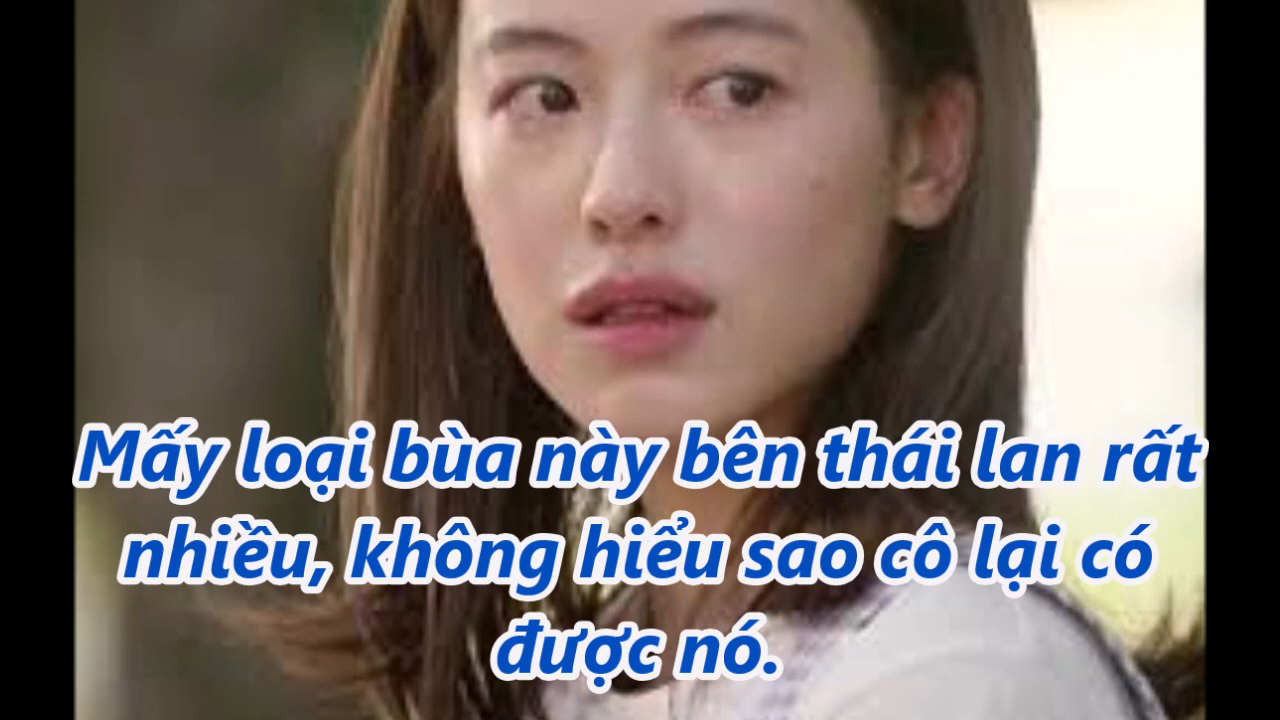 Mấy loại bùa này bên thái lan rất
nhiều, không hiểu sao cô lại có
được nó.